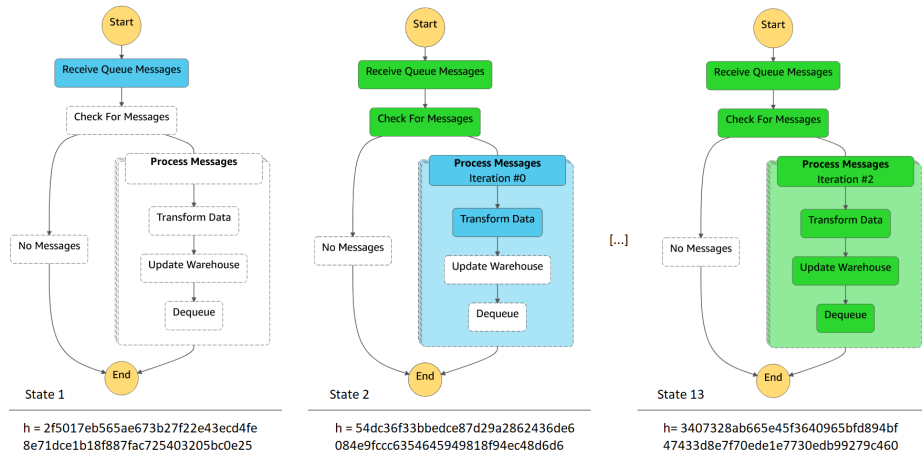 Start
Receive Queue Messages
Check For Messages
Process Messages
Transform Data
No Messages
Update Warehouse
Dequeue
End
State 1
h = 2f5017eb565ae673b27f22e43ecd4fe
8e71dce1b18f887fac725403205bc0e25
Start
Receive Queue Messages
Check For Messages
Process Messages
Iteration #0
Transform Data
No Messages
Update Warehouse
Dequeue
End
State 2
h = 54dc36f33bbedce87d29a2862436de6
084e9fccc6354645949818f94ec48d6d6
[...]
Start
Receive Queue Messages
Check For Messages
Process Messages
Iteration #2
Transform Data
No Messages
Update Warehouse
Dequeue
End
State 13
h= 3407328ab665e45f3640965bfd894bf
47433d8e7f70ede1e7730edb99279c460